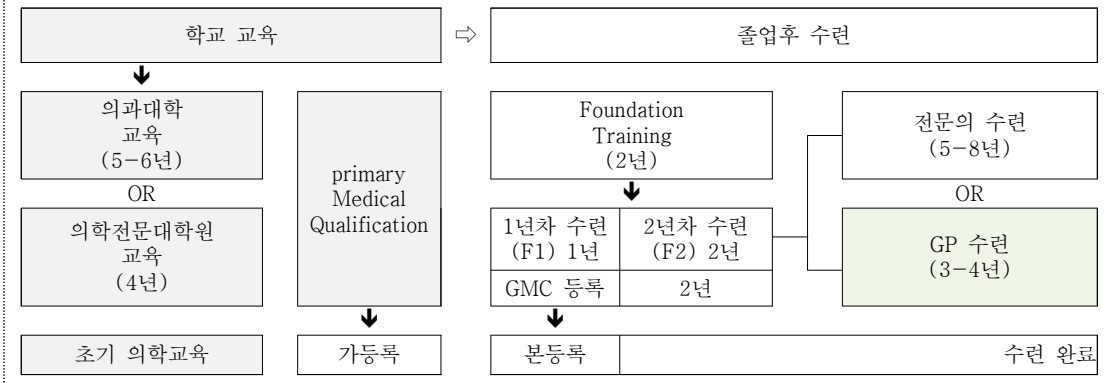 학교 교육
⇨
졸업후 수련
의과대학
교육
(5-6년)
OR
의학전문대학원
교육
(4년)
primary
Medical
Qualification
Foundation
Training
(2년)
1년차 수련
(F1) 1년
2년차 수련
(F2) 2년
GMC 등록
2년
전문의 수련
(5-8년)
OR
GP 수련
(3-4년)
초기 의학교육
가등록
본등록
수련 완료